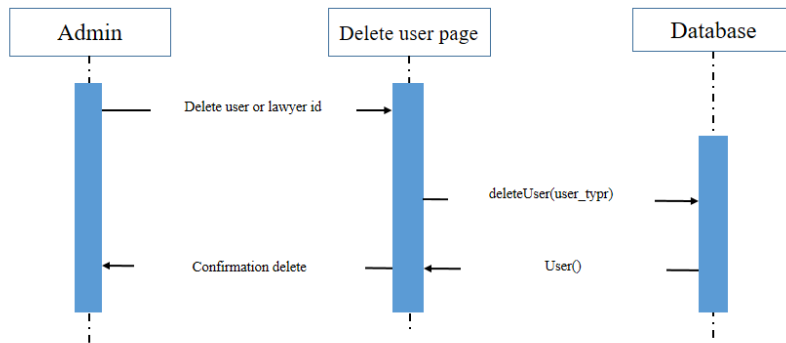 Admin
Delete user page
Database
Delete user or lawyer id
deleteUser(user_typr)
Confirmation delete
User()